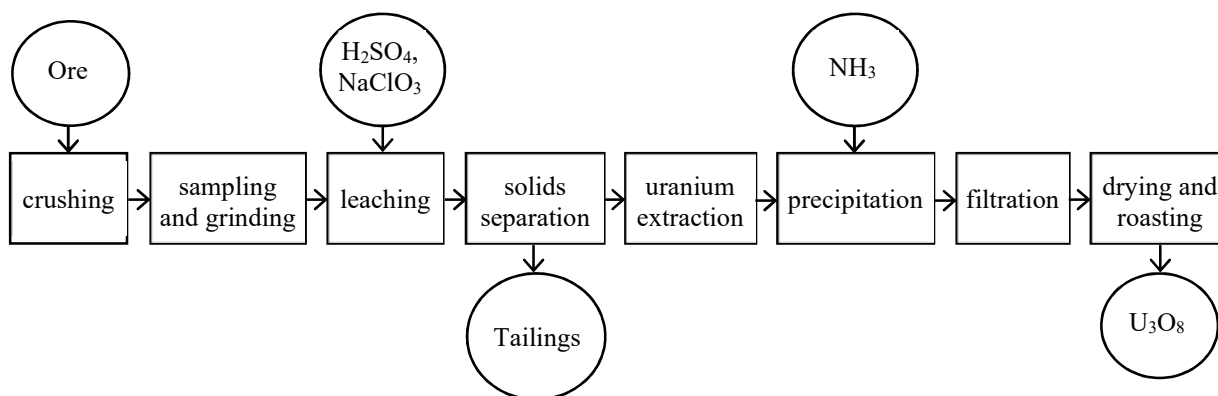 Ore
H₂SO₄,
NaClO₃
NH₃
crushing
sampling
and grinding
leaching
solids
separation
uranium
extraction
precipitation
filtration
drying and
roasting
Tailings
U₃O₈